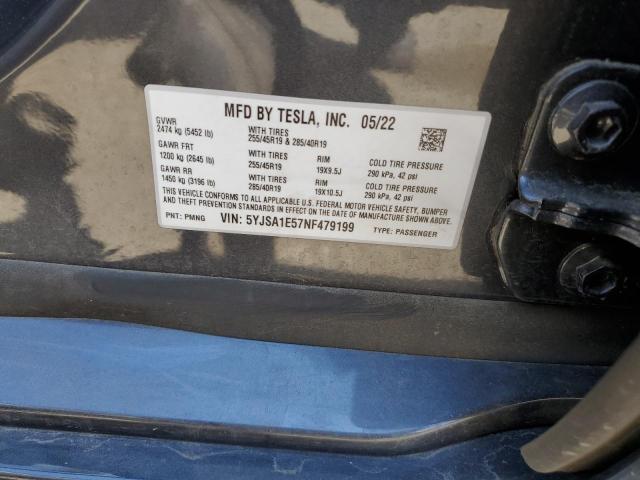 MFD BY TESLA, INC. 05/22
GVWR
2474 kg (5452 lb)
WITH TIRES
255/45R19 & 285/40R19
GAWR FRT
1200 kg (2645 lb)
WITH TIRES
255/45R19
RIM
19X9.5J
COLD TIRE PRESSURE
290 kPa, 42 psi
GAWR RR
1450 kg (3196 lb)
WITH TIRES
285/40R19
RIM
19X10.5J
COLD TIRE PRESSURE
290 kPa, 42 psi
THIS VEHICLE CONFORMS TO ALL APPLICABLE U.S. FEDERAL MOTOR VEHICLE SAFETY, BUMPER
AND THEFT PREVENTION STANDARDS IN EFFECT ON THE DATE OF MANUFACTURE SHOWN ABOVE.
PNT: PMNG VIN: 5YJSA1E57NF479199 TYPE: PASSENGER